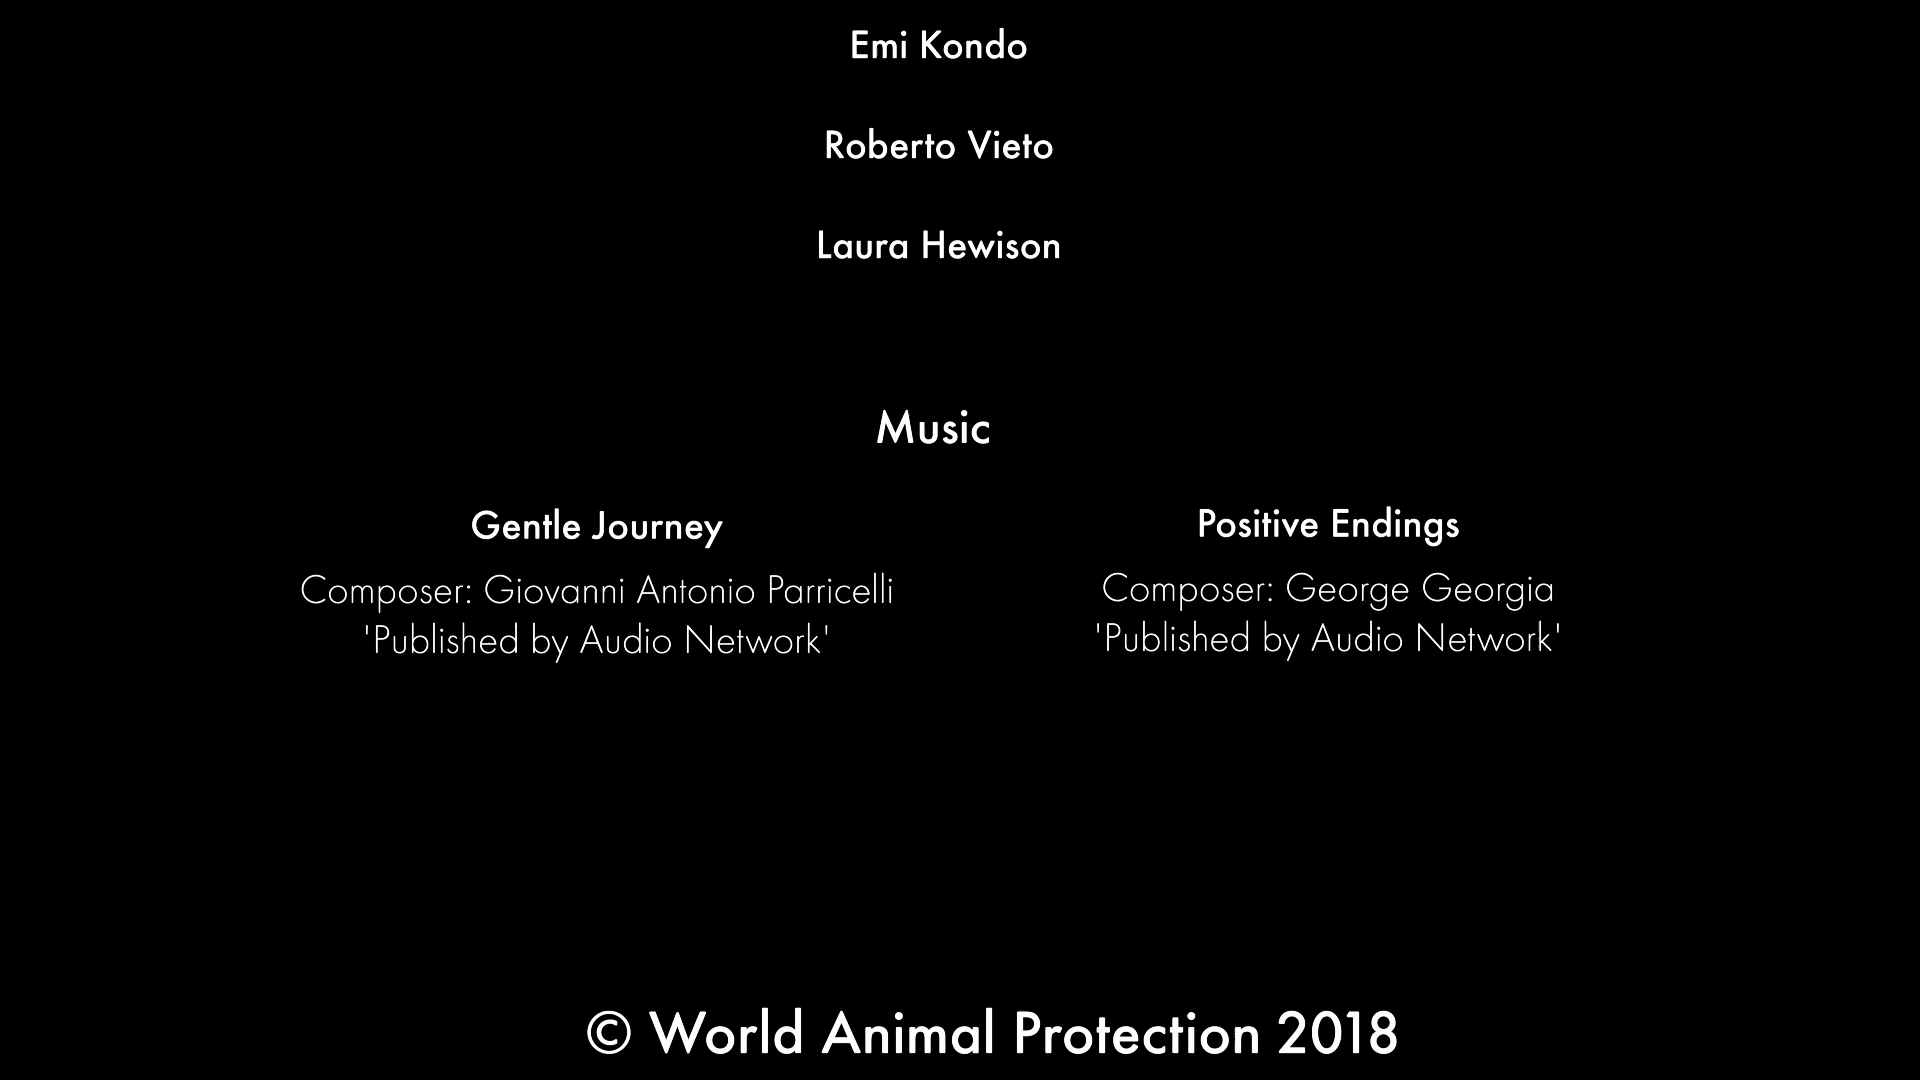 Emi Kondo
Roberto Vieto
Laura Hewison
Music
Gentle Journey
Composer: Giovanni Antonio Parricelli
'Published by Audio Network'
Positive Endings
Composer: George Georgia
'Published by Audio Network'
© World Animal Protection 2018